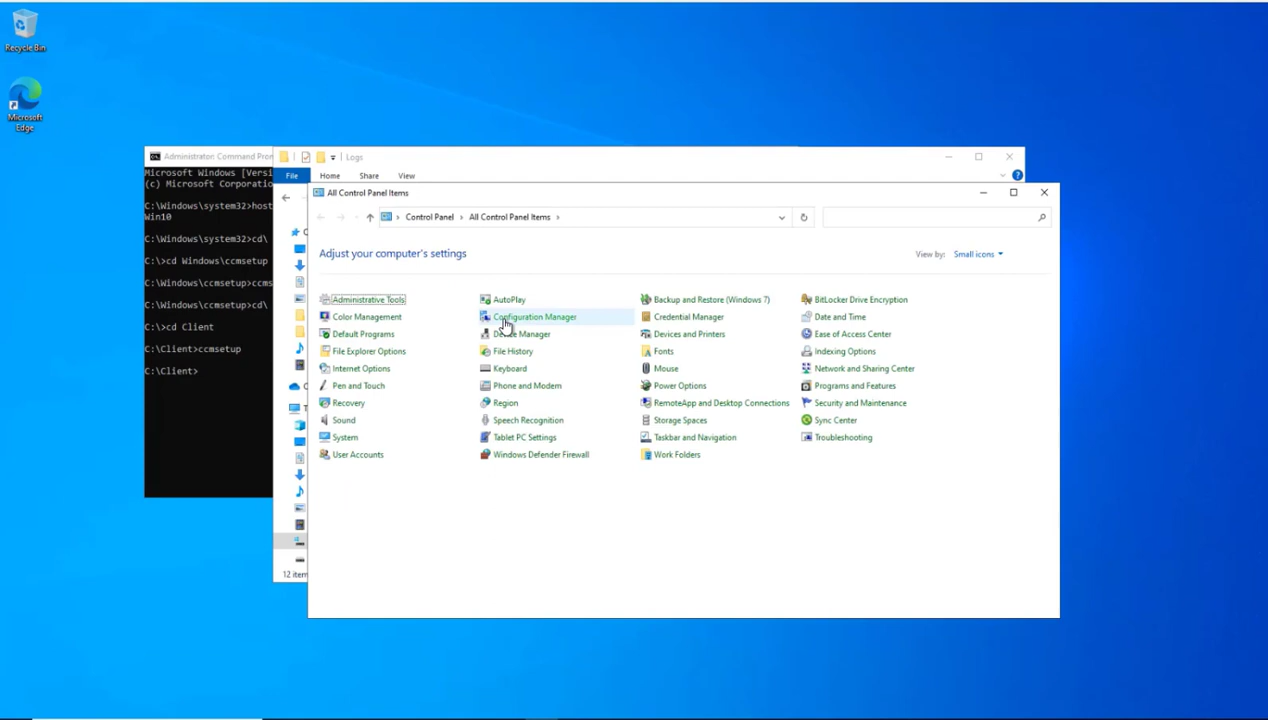 Recycle Bin
Microsoft
Edge
Administrator: Command Prom
Microsoft Windows [Versi
(c) Microsoft Corporatio
C:\Windows\system32>host
Win10
C:\Windows\system32>cd\
C:\>cd Windows\ccmsetup
C:\Windows\ccmsetup>ccms
C:\Windows\ccmsetup>cd\
C:\>cd Client
C:\Client>ccmsetup
C:\Client>
Logs
File Home Share View
12 item
All Control Panel Items
Control Panel All Control Panel Items
Adjust your computer's settings
View by: Small icons
Administrative Tools AutoPlay Backup and Restore (Windows 7) BitLocker Drive Encryption
Color Management Configuration Manager Credential Manager Date and Time
Default Programs Device Manager Devices and Printers Ease of Access Center
File Explorer Options File History Fonts Indexing Options
Internet Options Keyboard Mouse Network and Sharing Center
Pen and Touch Phone and Modem Power Options Programs and Features
Recovery Region RemoteApp and Desktop Connections Security and Maintenance
Sound Speech Recognition Storage Spaces Sync Center
System Tablet PC Settings Taskbar and Navigation Troubleshooting
User Accounts Windows Defender Firewall Work Folders